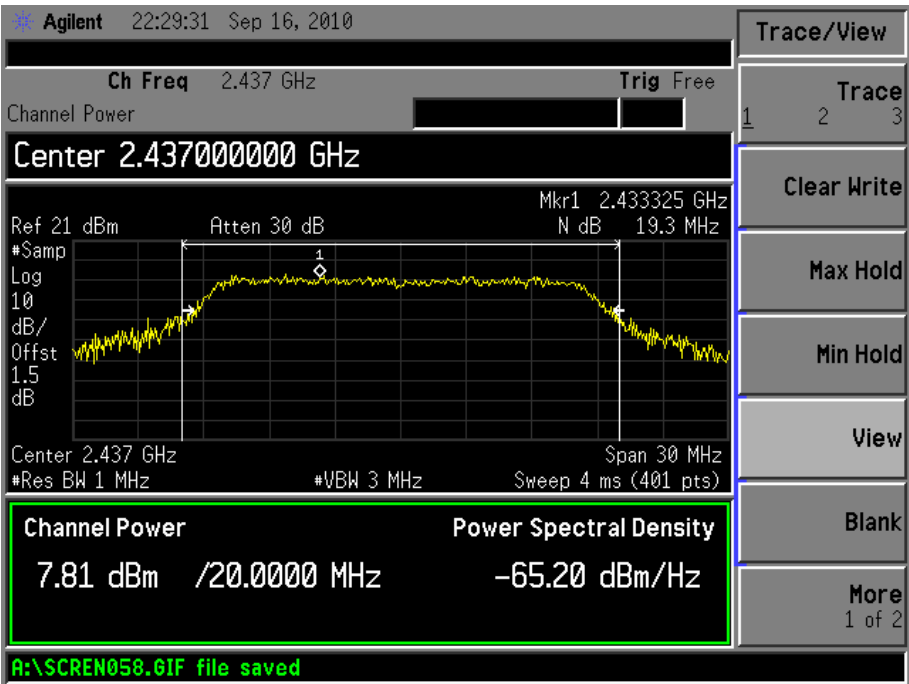 Agilent 22:29:31 Sep 16, 2010
Trace/View
Ch Freq 2.437 GHz Trig Free
Channel Power
Center 2.437000000 GHz
Mkr1 2.433325 GHz
Ref 21 dBm Atten 30 dB N dB 19.3 MHz
#Samp
Log
10
dB/
Offst
1.5
dB
1
Center 2.437 GHz Span 30 MHz
#Res BW 1 MHz #VBW 3 MHz Sweep 4 ms (401 pts)
Channel Power Power Spectral Density
7.81 dBm /20.0000 MHz -65.20 dBm/Hz
A:\SCREN058.GIF file saved
Trace
1 2 3
Clear Write
Max Hold
Min Hold
View
Blank
More
1 of 2